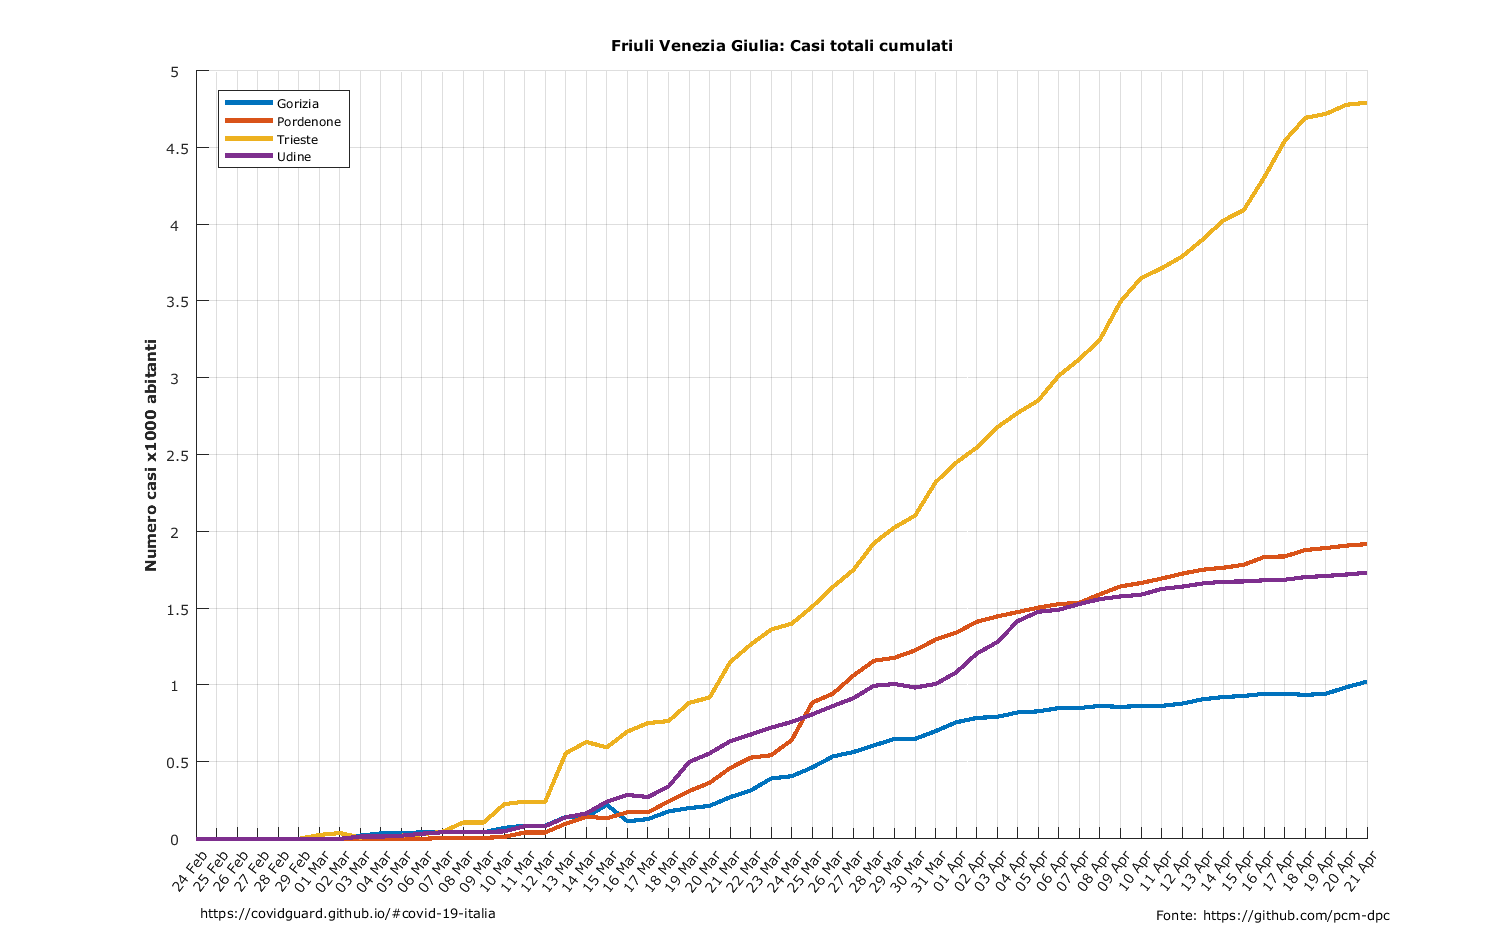 Friuli Venezia Giulia: Casi totali cumulati
5
4.5
4
3.5
3
2.5
2
1.5
1
0.5
0
Numero casi x1000 abitanti
Gorizia
Pordenone
Trieste
Udine
24 Feb
25 Feb
26 Feb
27 Feb
28 Feb
29 Feb
01 Mar
02 Mar
03 Mar
04 Mar
05 Mar
06 Mar
07 Mar
08 Mar
09 Mar
10 Mar
11 Mar
12 Mar
13 Mar
14 Mar
15 Mar
16 Mar
17 Mar
18 Mar
19 Mar
20 Mar
21 Mar
22 Mar
23 Mar
24 Mar
25 Mar
26 Mar
27 Mar
28 Mar
29 Mar
30 Mar
31 Mar
01 Apr
02 Apr
03 Apr
04 Apr
05 Apr
06 Apr
07 Apr
08 Apr
09 Apr
10 Apr
11 Apr
12 Apr
13 Apr
14 Apr
15 Apr
16 Apr
17 Apr
18 Apr
19 Apr
20 Apr
21 Apr
https://covidguard.github.io/#covid-19-italia
Fonte: https://github.com/pcm-dpc